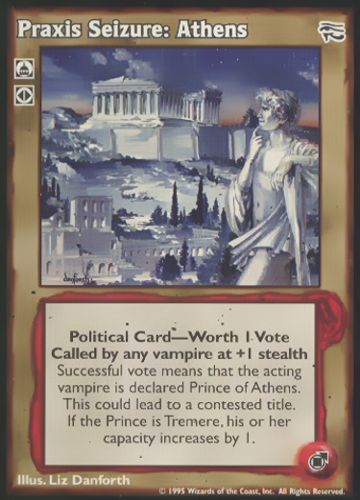 Praxis Seizure: Athens
danforth
Political Card—Worth 1 Vote
Called by any vampire at +1 stealth
Successful vote means that the acting
vampire is declared Prince of Athens.
This could lead to a contested title.
If the Prince is Tremere, his or her
capacity increases by 1.
Illus. Liz Danforth
© 1995 Wizards of the Coast, Inc. All Rights Reserved.